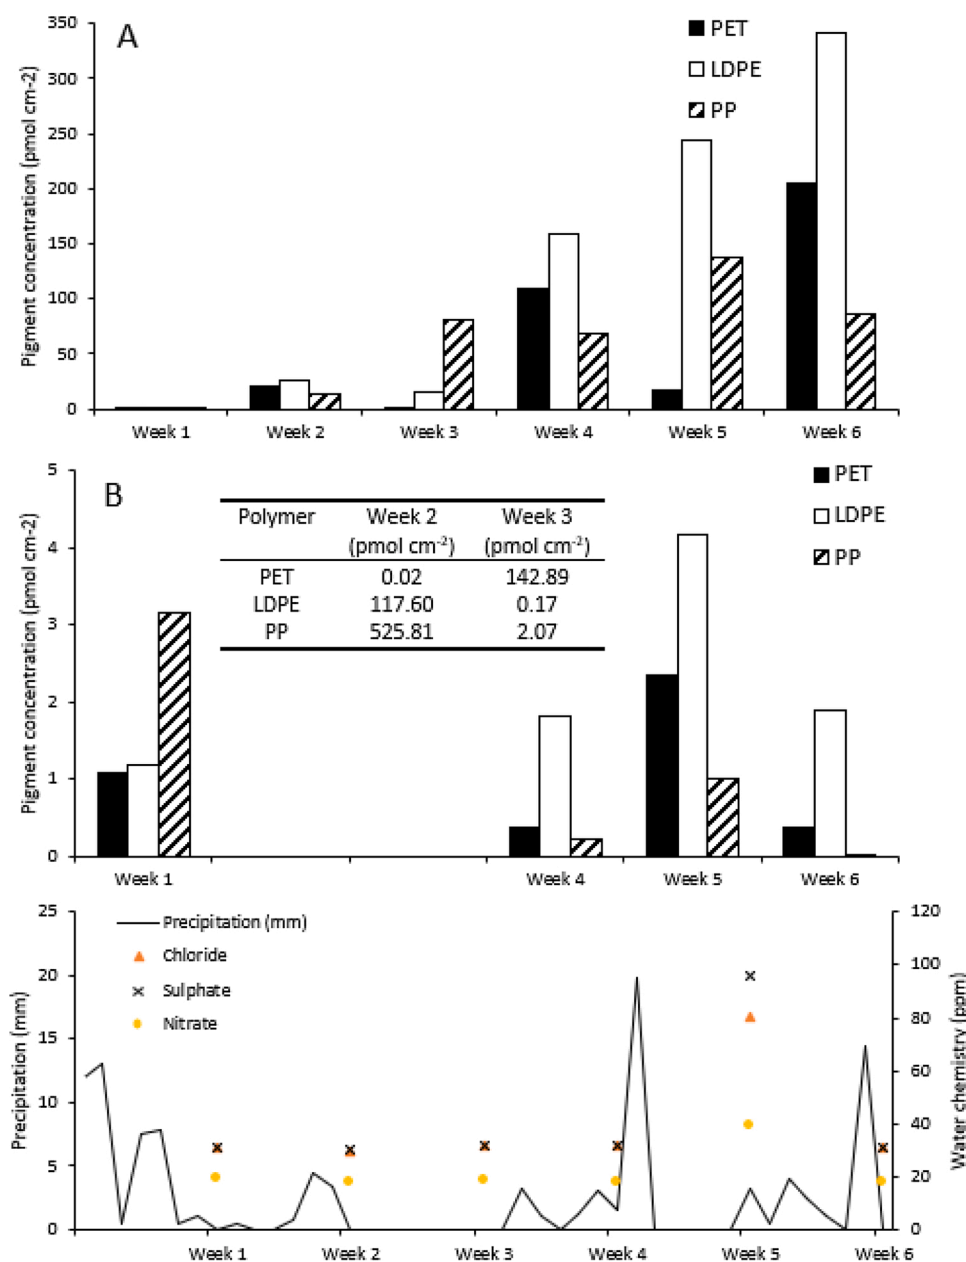 A
PET
LDPE
PP
Pigment concentration (pmol cm-2)
350
300
250
200
150
100
50
0
Week 1 Week 2 Week 3 Week 4 Week 5 Week 6
B
PET
LDPE
PP
Pigment concentration (pmol cm-2)
5
4
3
2
1
0
Polymer Week 2 Week 3
(pmol cm-2) (pmol cm-2)
PET 0.02 142.89
LDPE 117.60 0.17
PP 525.81 2.07
Week 1 Week 4 Week 5 Week 6
Precipitation (mm)
Chloride
Sulphate
Nitrate
Precipitation (mm)
25
20
15
10
5
0
120
100
80
60
40
20
0
Water chemistry (ppm)
Week 1 Week 2 Week 3 Week 4 Week 5 Week 6